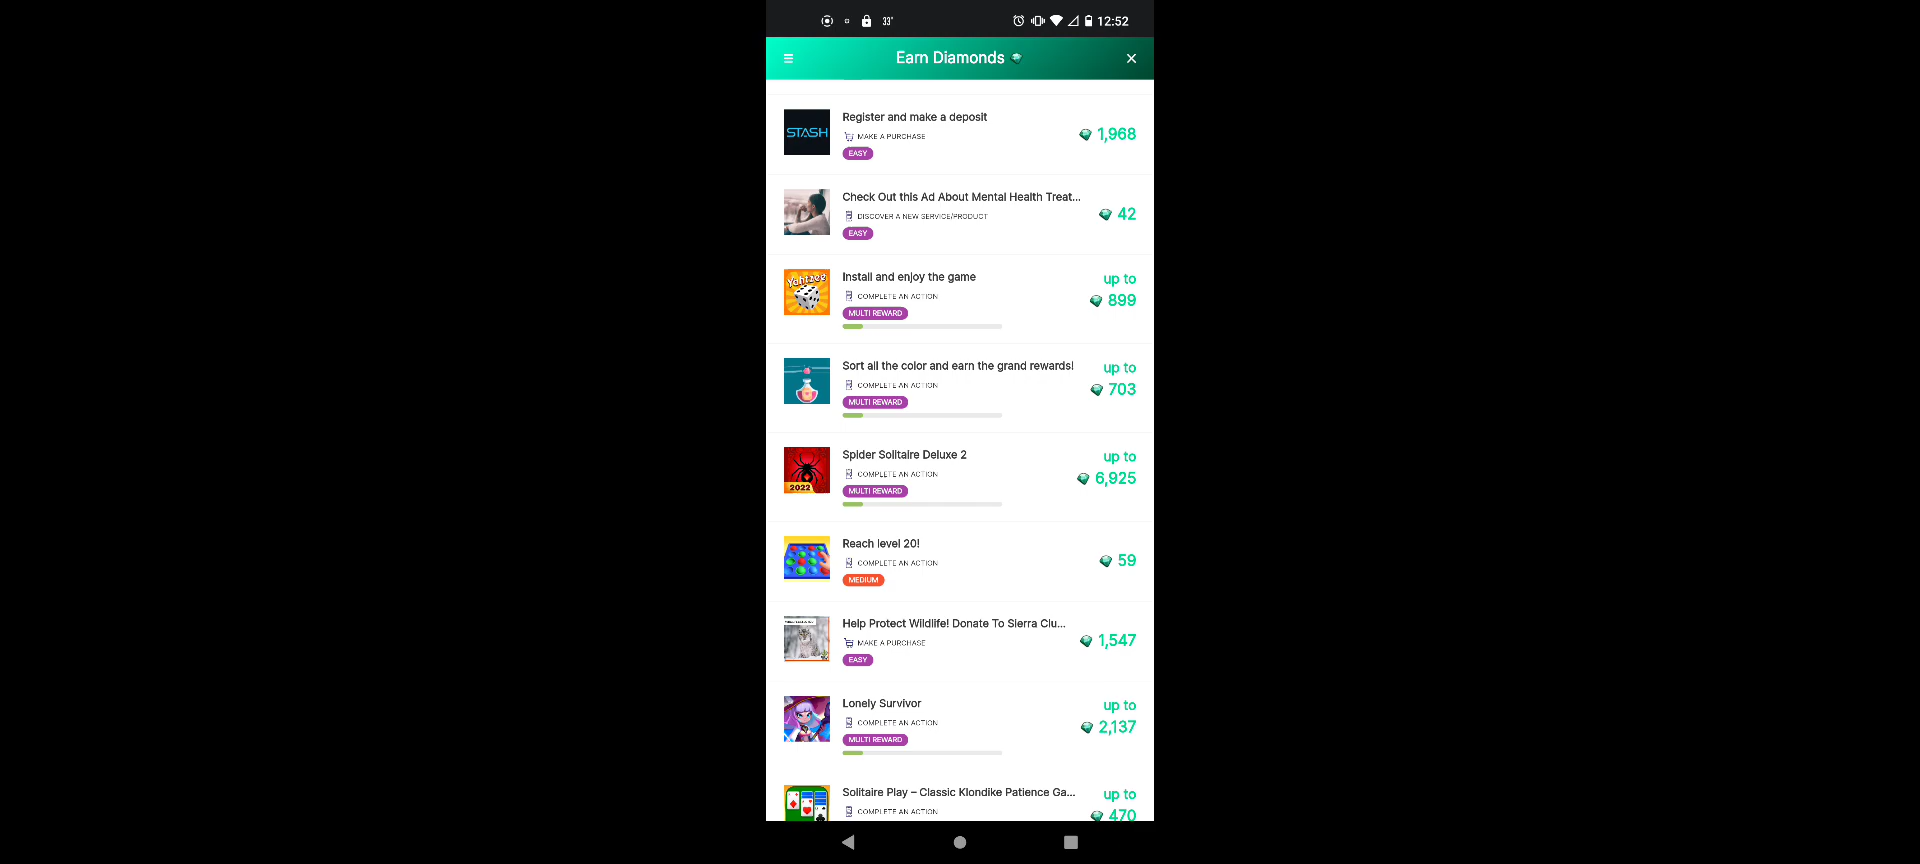 33°
12:52
Earn Diamonds
STASH
Register and make a deposit
MAKE A PURCHASE
EASY
1,968
Check Out this Ad About Mental Health Treat...
DISCOVER A NEW SERVICE/PRODUCT
EASY
42
Yahtzee
Install and enjoy the game
COMPLETE AN ACTION
MULTI REWARD
up to
899
Sort all the color and earn the grand rewards!
COMPLETE AN ACTION
MULTI REWARD
up to
703
2022
Spider Solitaire Deluxe 2
COMPLETE AN ACTION
MULTI REWARD
up to
6,925
Reach level 20!
COMPLETE AN ACTION
MEDIUM
59
Help Protect Wildlife! Donate To Sierra Clu...
MAKE A PURCHASE
EASY
1,547
Lonely Survivor
COMPLETE AN ACTION
MULTI REWARD
up to
2,137
Solitaire Play – Classic Klondike Patience Ga...
COMPLETE AN ACTION
up to
470